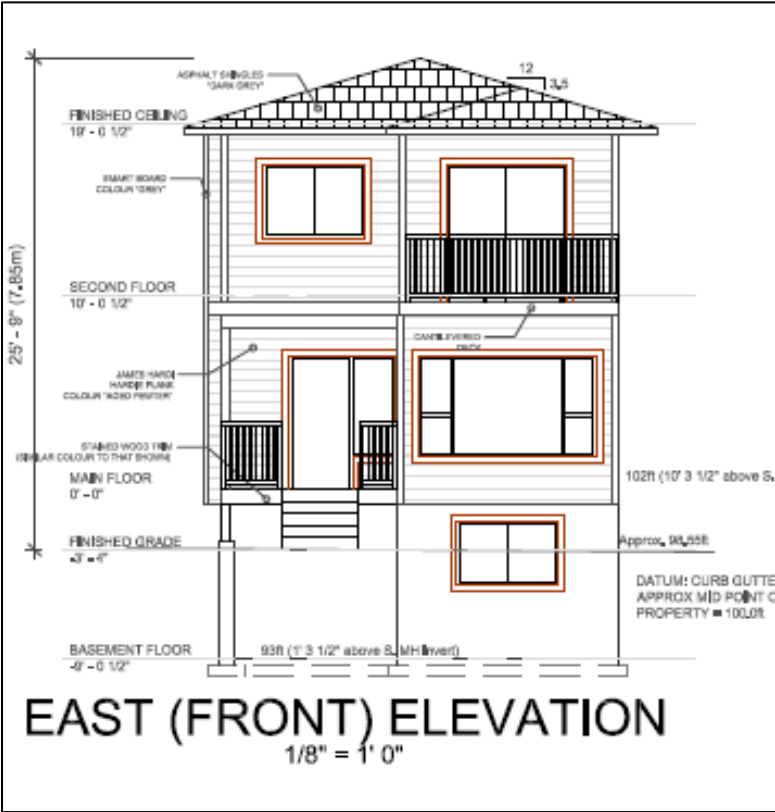 12
3.5
ASPHALT SHINGLES
"DARK GREY"
FINISHED CEILING
19' - 0 1/2"
SMART BOARD
COLOUR "GREY"
SECOND FLOOR
10' - 0 1/2"
25' - 9" (7.85m)
CANTILEVERED
DECK
JAMES HARDI
HARDIE PLANK
COLOUR "AGED PEWTER"
STAINED WOOD TRIM
(SIMILAR COLOUR TO THAT SHOWN)
MAIN FLOOR
0' - 0"
102ft (10' 3 1/2" above S.
FINISHED GRADE
-3' - 4"
Approx. 98.55ft
DATUM: CURB GUTTE
APPROX MID POINT O
PROPERTY = 100.0ft
BASEMENT FLOOR
-9' - 0 1/2"
93ft (1' 3 1/2" above S. MH Invert)
EAST (FRONT) ELEVATION
1/8" = 1' 0"